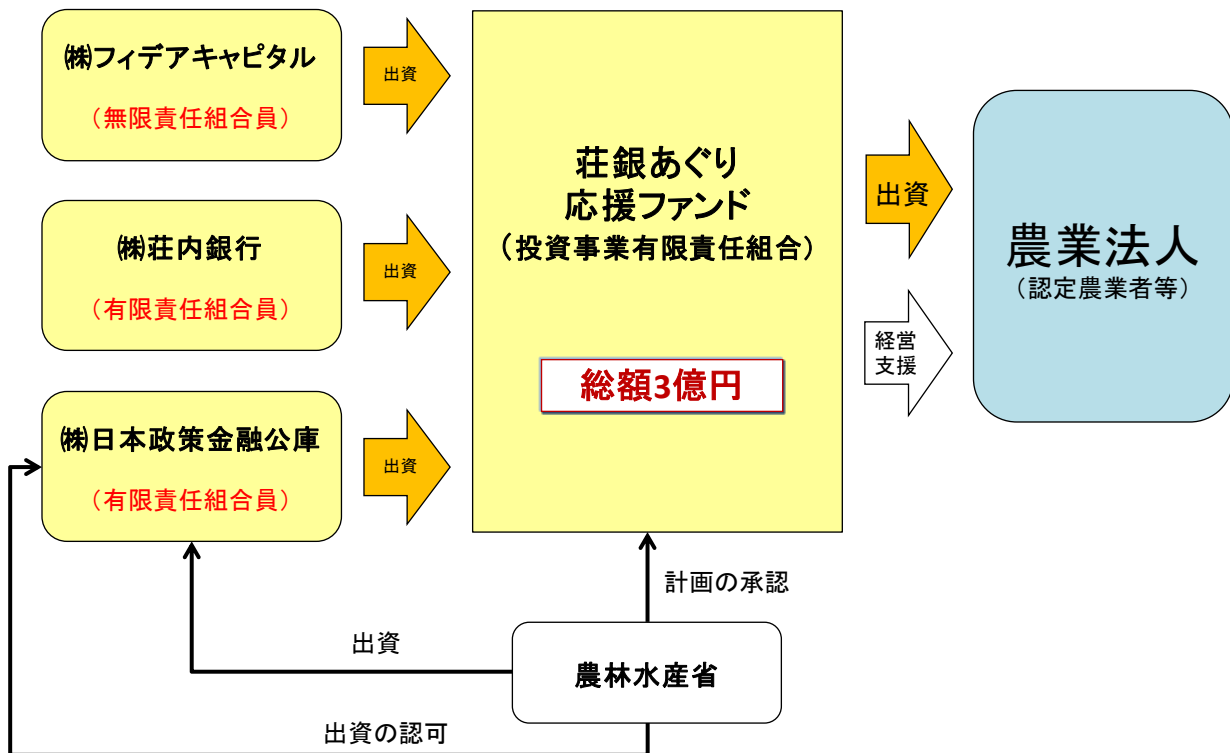 ㈱フィデアキャピタル
（無限責任組合員）
出資
㈱荘内銀行
（有限責任組合員）
出資
㈱日本政策金融公庫
（有限責任組合員）
出資
荘銀あぐり
応援ファンド
（投資事業有限責任組合）
総額3億円
出資
経営
支援
農業法人
（認定農業者等）
計画の承認
出資
農林水産省
出資の認可